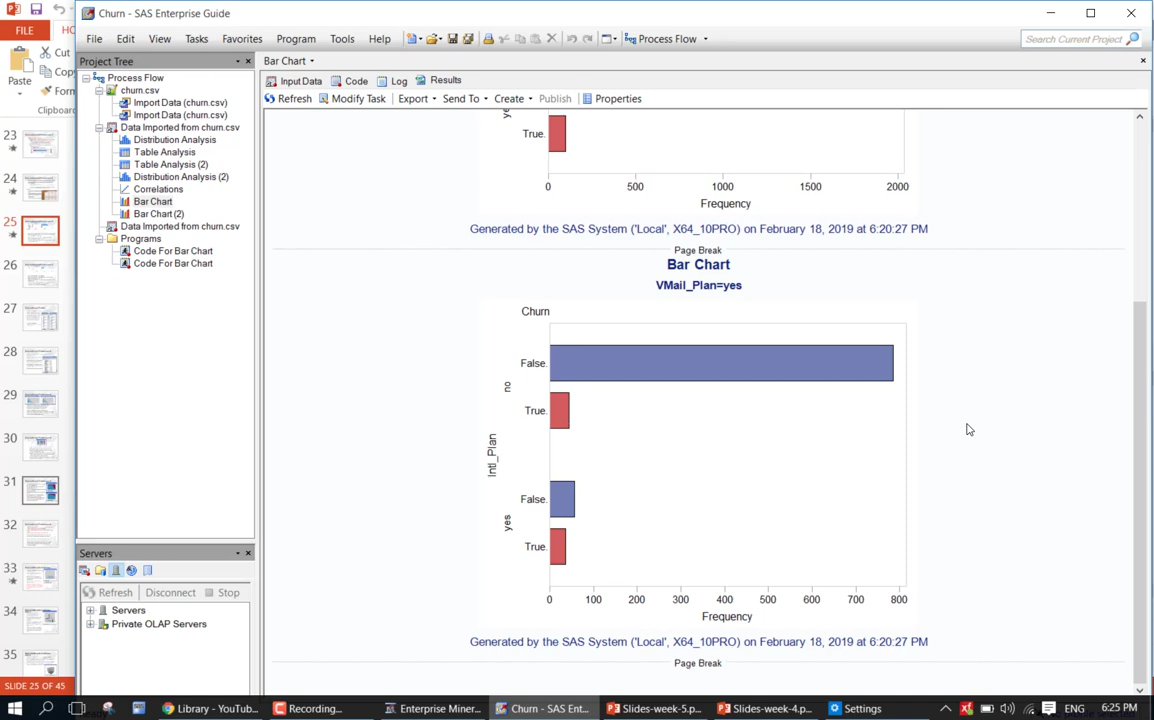 Churn - SAS Enterprise Guide
FILE
HO
File Edit View Tasks Favorites Program Tools Help Process Flow Search Current Project
Paste
Cut
Copy
Form
Clipboard
Project Tree
Process Flow
churn.csv
Import Data (churn.csv)
Import Data (churn.csv)
Data Imported from churn.csv
Distribution Analysis
Table Analysis
Table Analysis (2)
Distribution Analysis (2)
Correlations
Bar Chart
Bar Chart (2)
Data Imported from churn.csv
Programs
Code For Bar Chart
Code For Bar Chart
Servers
Refresh Disconnect Stop
Servers
Private OLAP Servers
23
24
25
26
27
28
29
30
31
32
33
34
35
SLIDE 25 OF 45
Bar Chart
Input Data Code Log Results
Refresh Modify Task Export Send To Create Publish Properties
ye
True.
0 500 1000 1500 2000
Frequency
Generated by the SAS System ('Local', X64_10PRO) on February 18, 2019 at 6:20:27 PM
Page Break
Bar Chart
VMail_Plan=yes
Churn
False.
no
True.
Intl_Plan
False.
yes
True.
0 100 200 300 400 500 600 700 800
Frequency
Generated by the SAS System ('Local', X64_10PRO) on February 18, 2019 at 6:20:27 PM
Page Break
Library - YouTub... Recording... Enterprise Miner... Churn - SAS Ent... Slides-week-5.p... Slides-week-4.p... Settings ENG 6:25 PM